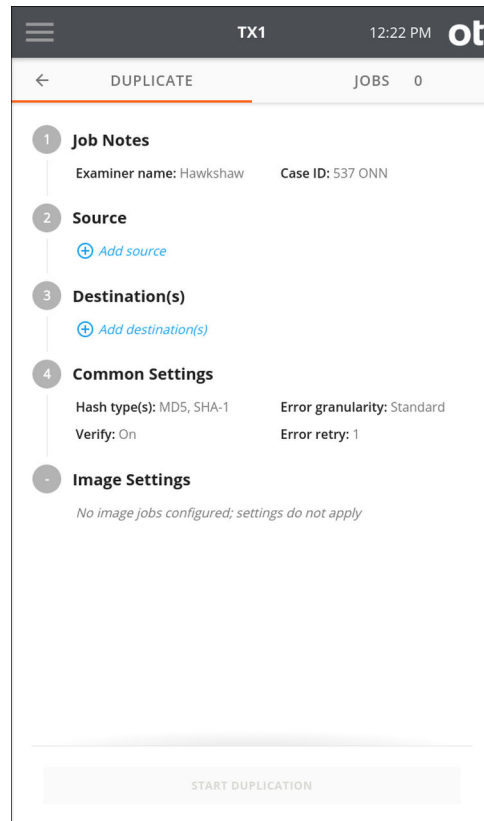 TX1 12:22 PM ot
DUPLICATE JOBS 0
1 Job Notes
Examiner name: Hawkshaw Case ID: 537 ONN
2 Source
Add source
3 Destination(s)
Add destination(s)
4 Common Settings
Hash type(s): MD5, SHA-1 Error granularity: Standard
Verify: On Error retry: 1
- Image Settings
No image jobs configured; settings do not apply
START DUPLICATION